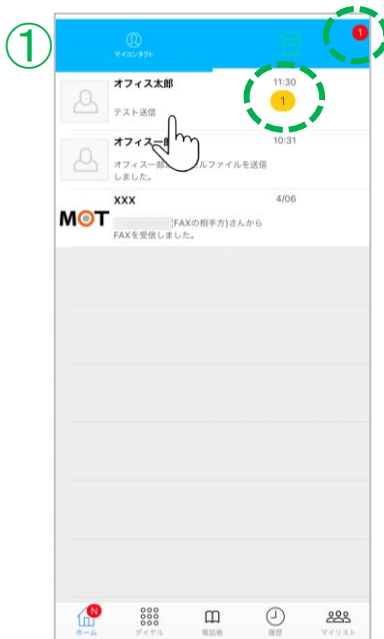 ①
1
マイコンタクト
オフィス太郎
11:30
テスト送信
1
オフィス一
10:31
オフィス一郎
ルファイルを送信
しました。
XXX
4/06
MOT
(FAXの相手方)さんから
FAXを受信しました。
N
ホーム
ダイヤル
電話帳
履歴
マイリスト